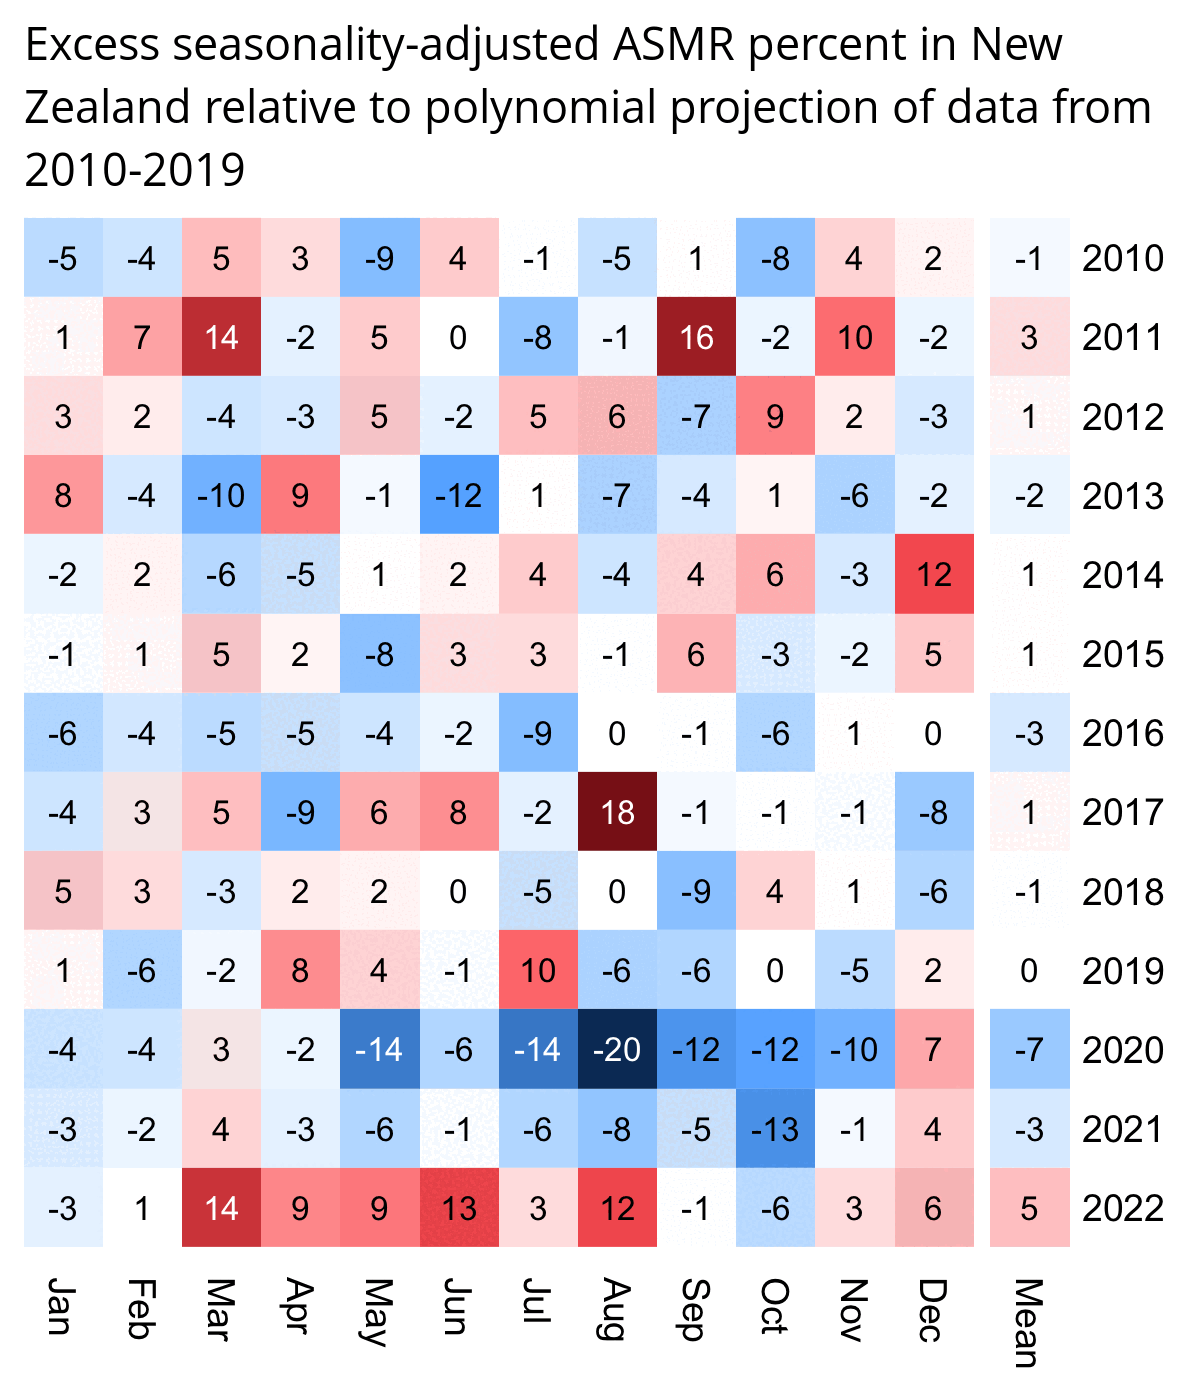 Excess seasonality-adjusted ASMR percent in New
Zealand relative to polynomial projection of data from
2010-2019
-5 -4 5 3 -9 4 -1 -5 1 -8 4 2 -1 2010
1 7 14 -2 5 0 -8 -1 16 -2 10 -2 3 2011
3 2 -4 -3 5 -2 5 6 -7 9 2 -3 1 2012
8 -4 -10 9 -1 -12 1 -7 -4 1 -6 -2 -2 2013
-2 2 -6 -5 1 2 4 -4 4 6 -3 12 1 2014
-1 1 5 2 -8 3 3 -1 6 -3 -2 5 1 2015
-6 -4 -5 -5 -4 -2 -9 0 -1 -6 1 0 -3 2016
-4 3 5 -9 6 8 -2 18 -1 -1 -1 -8 1 2017
5 3 -3 2 2 0 -5 0 -9 4 1 -6 -1 2018
1 -6 -2 8 4 -1 10 -6 -6 0 -5 2 0 2019
-4 -4 3 -2 -14 -6 -14 -20 -12 -12 -10 7 -7 2020
-3 -2 4 -3 -6 -1 -6 -8 -5 -13 -1 4 -3 2021
-3 1 14 9 9 13 3 12 -1 -6 3 6 5 2022
Jan Feb Mar Apr May Jun Jul Aug Sep Oct Nov Dec Mean